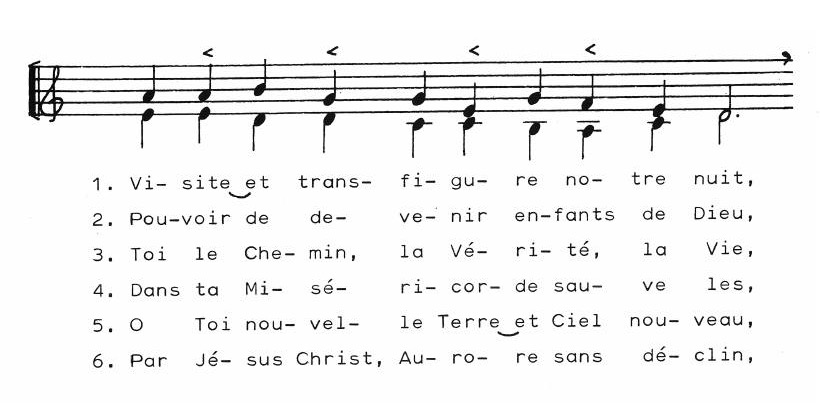 1. Vi- site et trans- fi- gu- re no- tre nuit,
2. Pou-voir de de- ve- nir en-fants de Dieu,
3. Toi le Che- min, la Vé- ri- té, la Vie,
4. Dans ta Mi- sé- ri- cor- de sau- ve les,
5. O Toi nou- vel- le Terre et Ciel nou- veau,
6. Par Jé- sus Christ, Au- ro- re sans dé- clin,